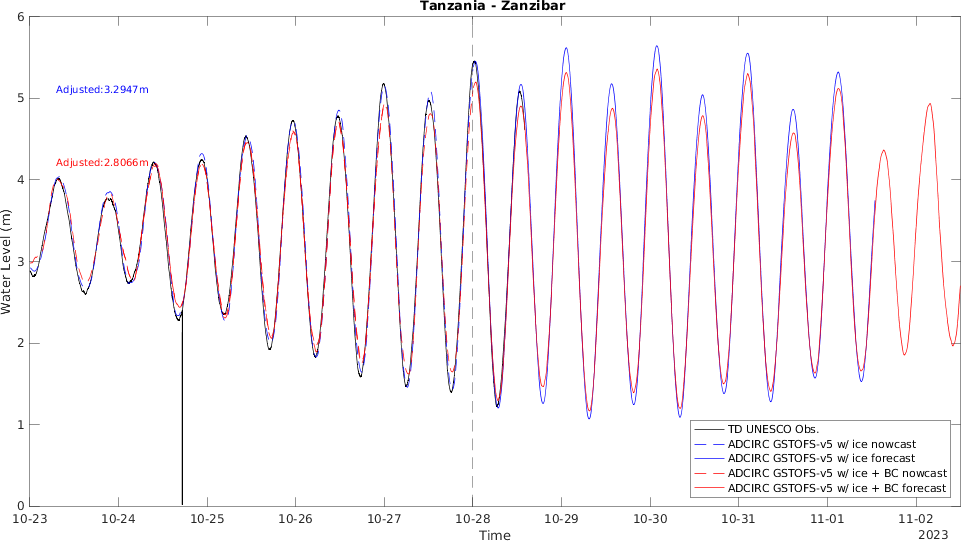 Tanzania - Zanzibar
6
5
4
3
2
1
0
Water Level (m)
Adjusted:3.2947m
Adjusted:2.8066m
TD UNESCO Obs.
ADCIRC GSTOFS-v5 w/ ice nowcast
ADCIRC GSTOFS-v5 w/ ice forecast
ADCIRC GSTOFS-v5 w/ ice + BC nowcast
ADCIRC GSTOFS-v5 w/ ice + BC forecast
10-23 10-24 10-25 10-26 10-27 10-28 10-29 10-30 10-31 11-01 11-02
2023
Time